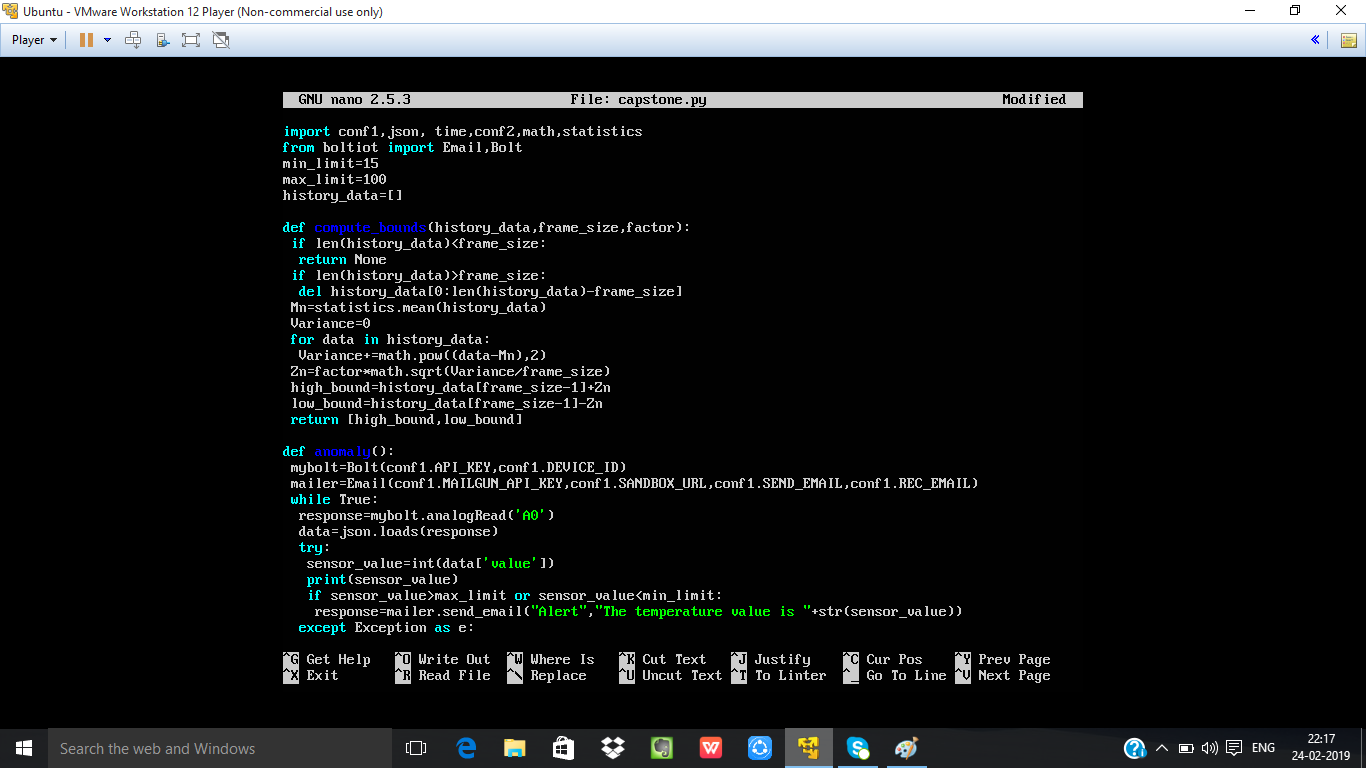 Ubuntu - VMware Workstation 12 Player (Non-commercial use only)
Player
GNU nano 2.5.3 File: capstone.py Modified
import conf1,json, time,conf2,math,statistics
from boltiot import Email,Bolt
min_limit=15
max_limit=100
history_data=[]
def compute_bounds(history_data,frame_size,factor):
if len(history_data)<frame_size:
return None
if len(history_data)>frame_size:
del history_data[0:len(history_data)-frame_size]
Mn=statistics.mean(history_data)
Variance=0
for data in history_data:
Variance+=math.pow((data-Mn),2)
Zn=factor*math.sqrt(Variance/frame_size)
high_bound=history_data[frame_size-1]+Zn
low_bound=history_data[frame_size-1]-Zn
return [high_bound,low_bound]
def anomaly():
mybolt=Bolt(conf1.API_KEY,conf1.DEVICE_ID)
mailer=Email(conf1.MAILGUN_API_KEY,conf1.SANDBOX_URL,conf1.SEND_EMAIL,conf1.REC_EMAIL)
while True:
response=mybolt.analogRead('A0')
data=json.loads(response)
try:
sensor_value=int(data['value'])
print(sensor_value)
if sensor_value>max_limit or sensor_value<min_limit:
response=mailer.send_email("Alert","The temperature value is "+str(sensor_value))
except Exception as e:
^G Get Help ^O Write Out ^W Where Is ^K Cut Text ^J Justify ^C Cur Pos ^Y Prev Page
^X Exit ^R Read File ^\ Replace ^U Uncut Text ^T To Linter ^_ Go To Line ^V Next Page
Search the web and Windows
ENG
22:17
24-02-2019